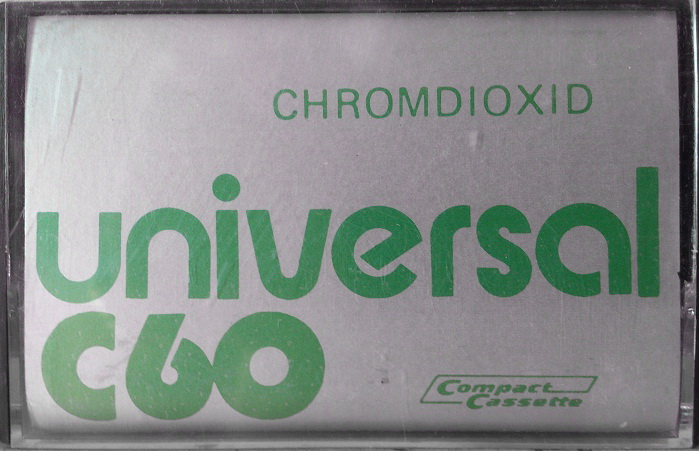 CHROMDIOXID
universal
C60
Compact
Cassette